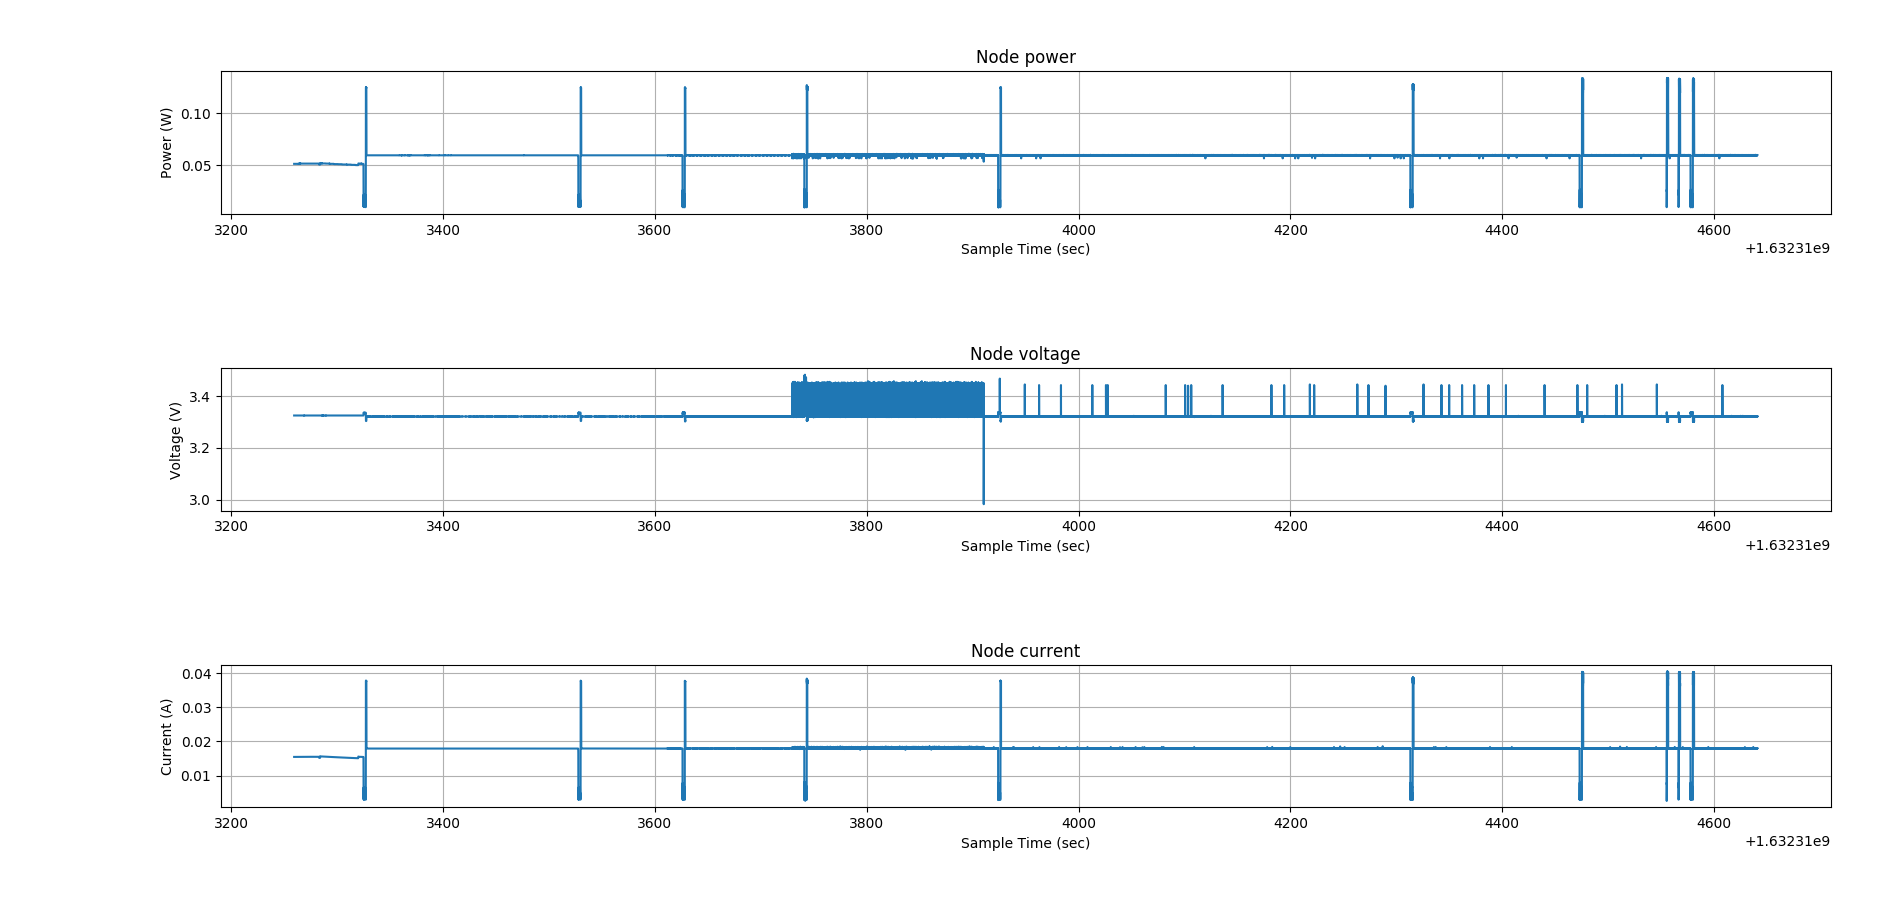 Node power
Power (W)
0.10
0.05
3200 3400 3600 3800 4000 4200 4400 4600
Sample Time (sec)
+1.63231e9
Node voltage
Voltage (V)
3.4
3.2
3.0
3200 3400 3600 3800 4000 4200 4400 4600
Sample Time (sec)
+1.63231e9
Node current
Current (A)
0.04
0.03
0.02
0.01
3200 3400 3600 3800 4000 4200 4400 4600
Sample Time (sec)
+1.63231e9